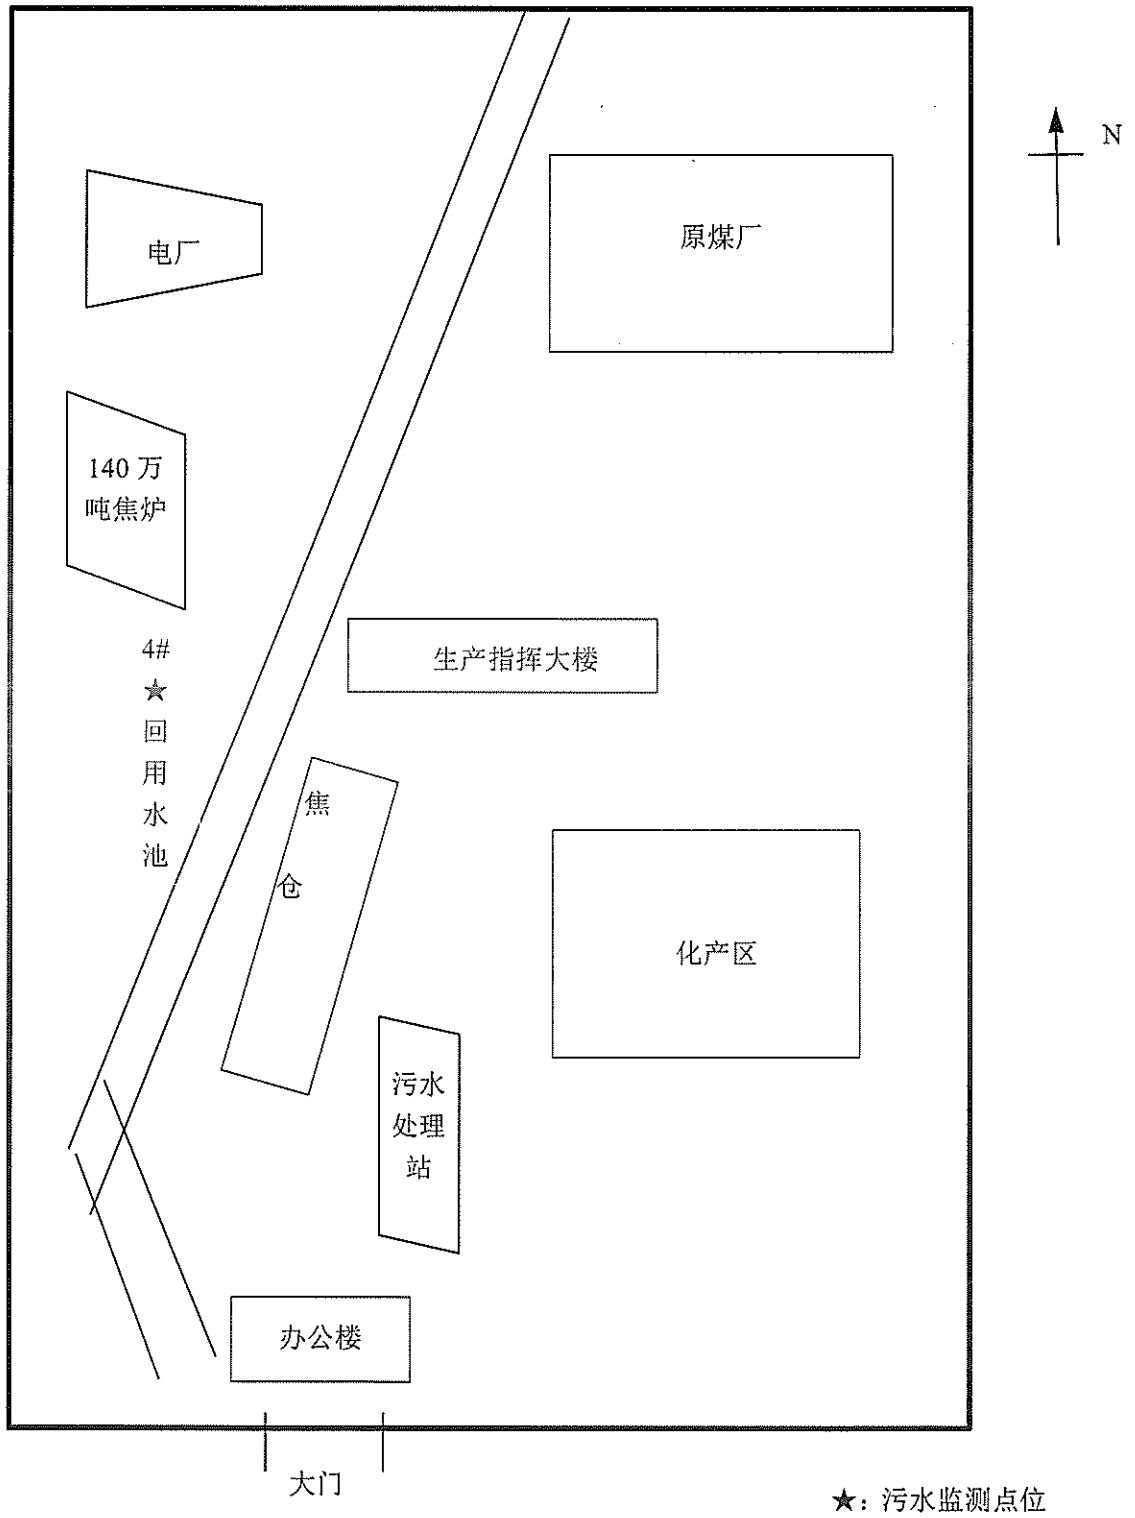 N
原煤厂
电厂
140 万
吨焦炉
4#
★
回
用
水
池
生产指挥大楼
焦
仓
化产区
污水
处理
站
办公楼
大门
★：污水监测点位